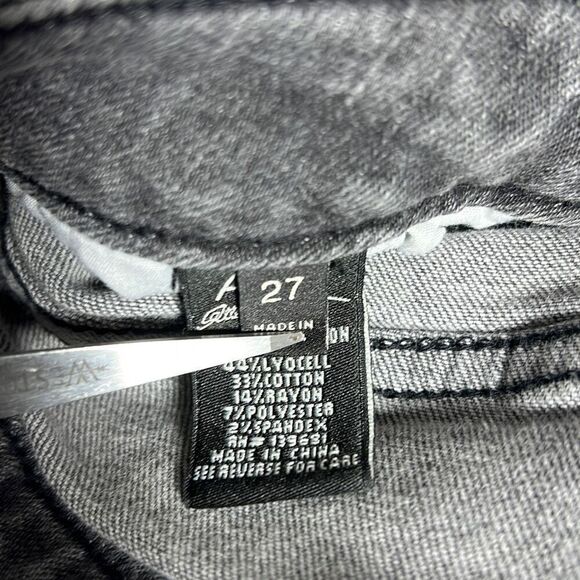 27
MADE IN
44%LYOCELL
33%COTTON
14%RAYON
7%POLYESTER
2%SPANDEX
RN# 139681
MADE IN CHINA
SEE REVERSE FOR CARE